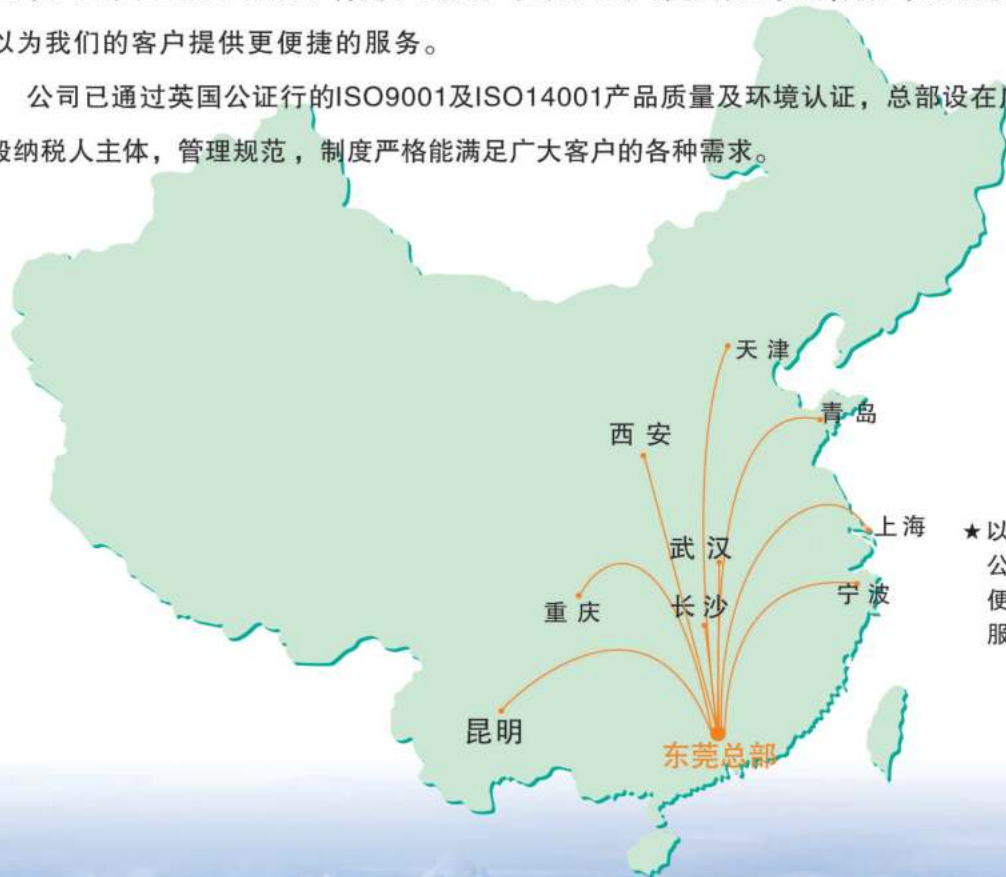 以为我们的客户提供更便捷的服务。
公司已通过英国公证行的ISO9001及ISO14001产品质量及环境认证，总部设在
般纳税人主体，管理规范，制度严格能满足广大客户的各种需求。
天津
青岛
西安
上海
★以
武汉
公
宁波
便
重庆
长沙
服
昆明
东莞总部